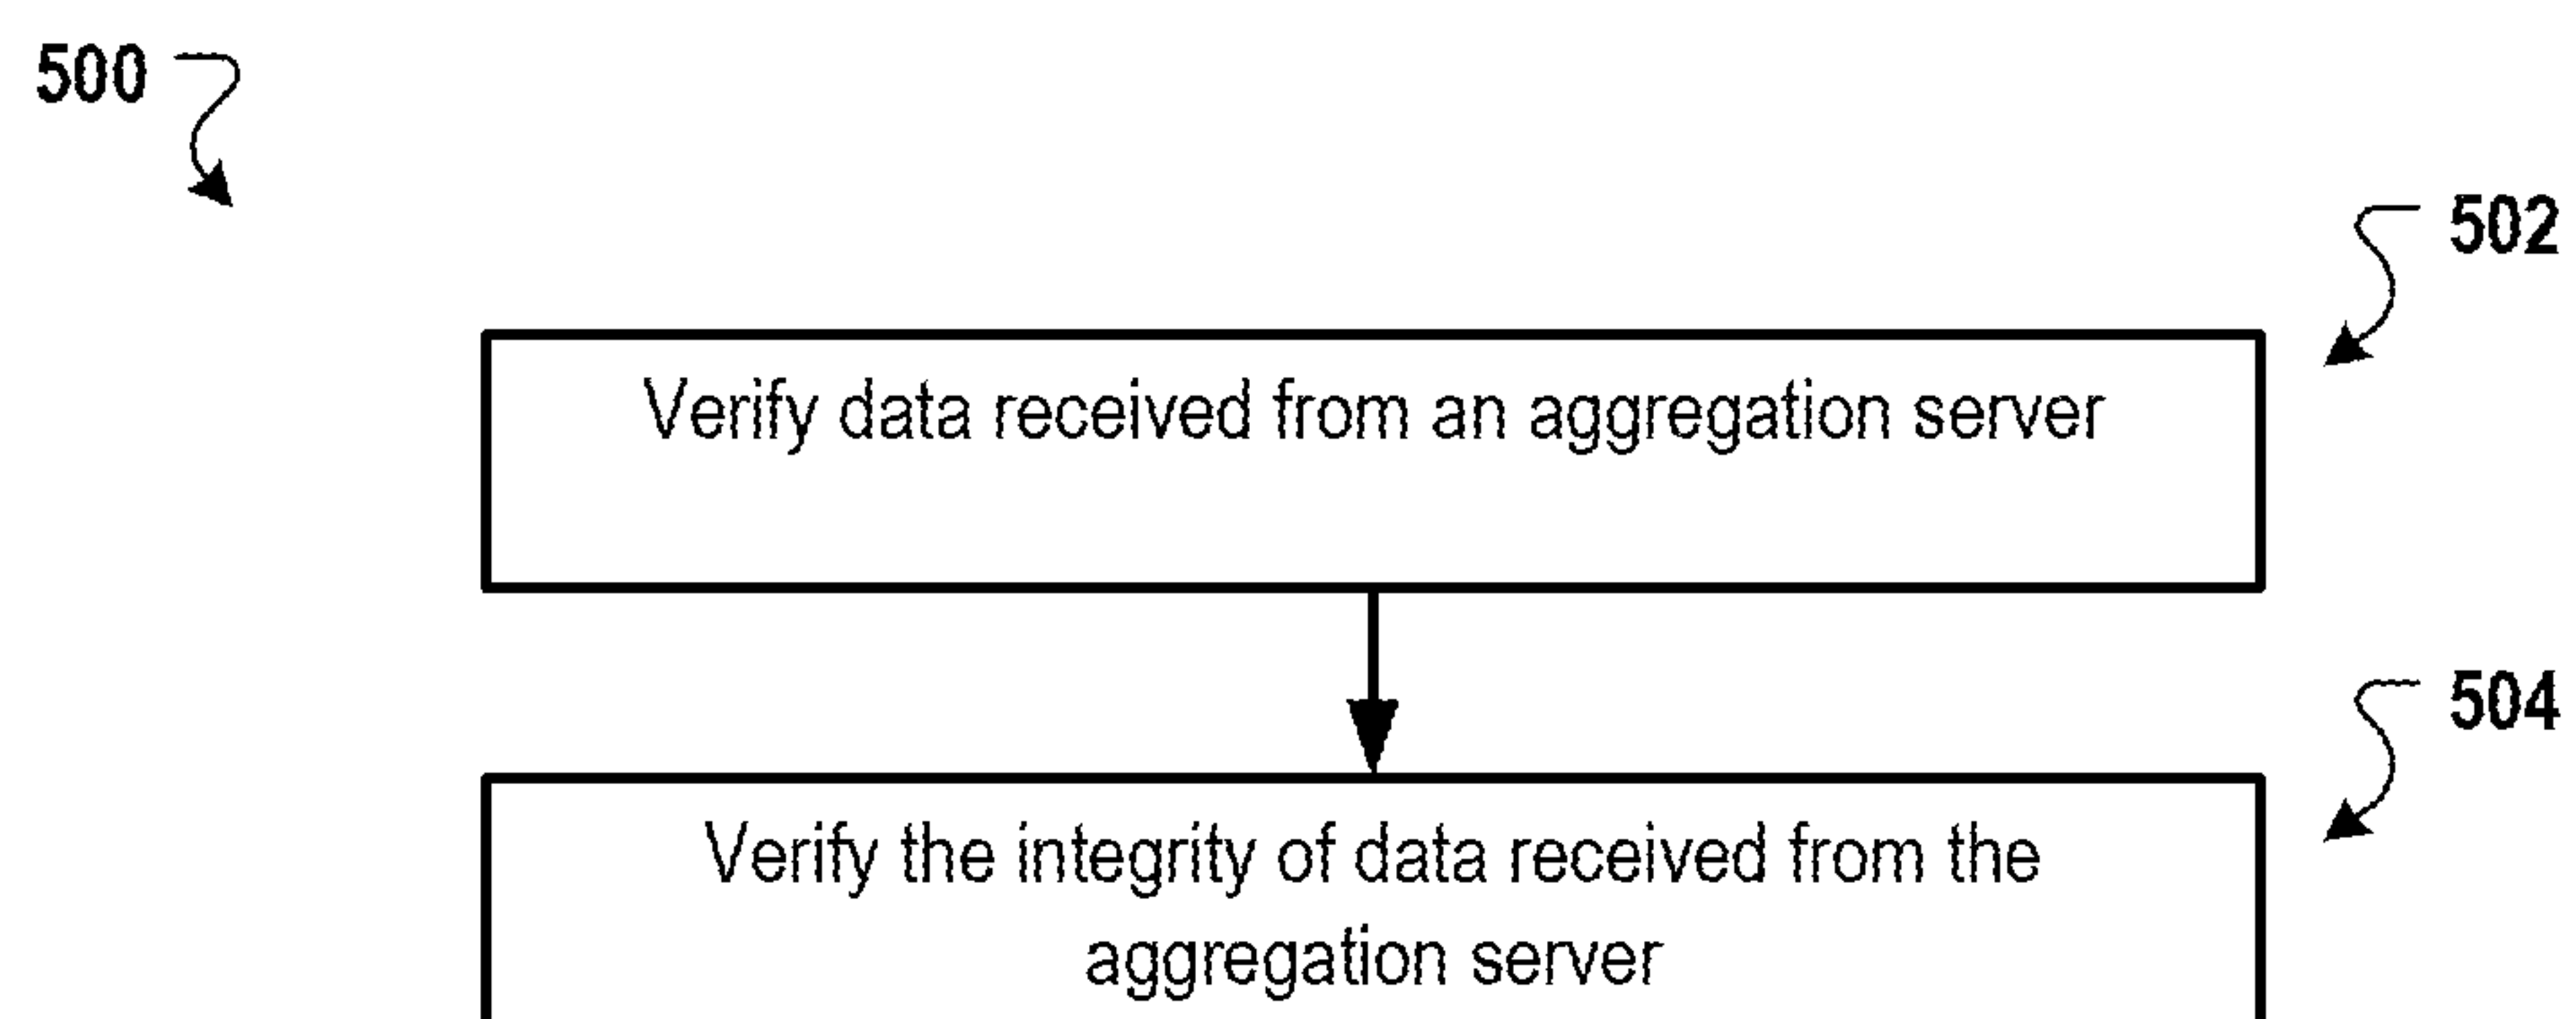 500
502
Verify data received from an aggregation server
504
Verify the integrity of data received from the
aggregation server